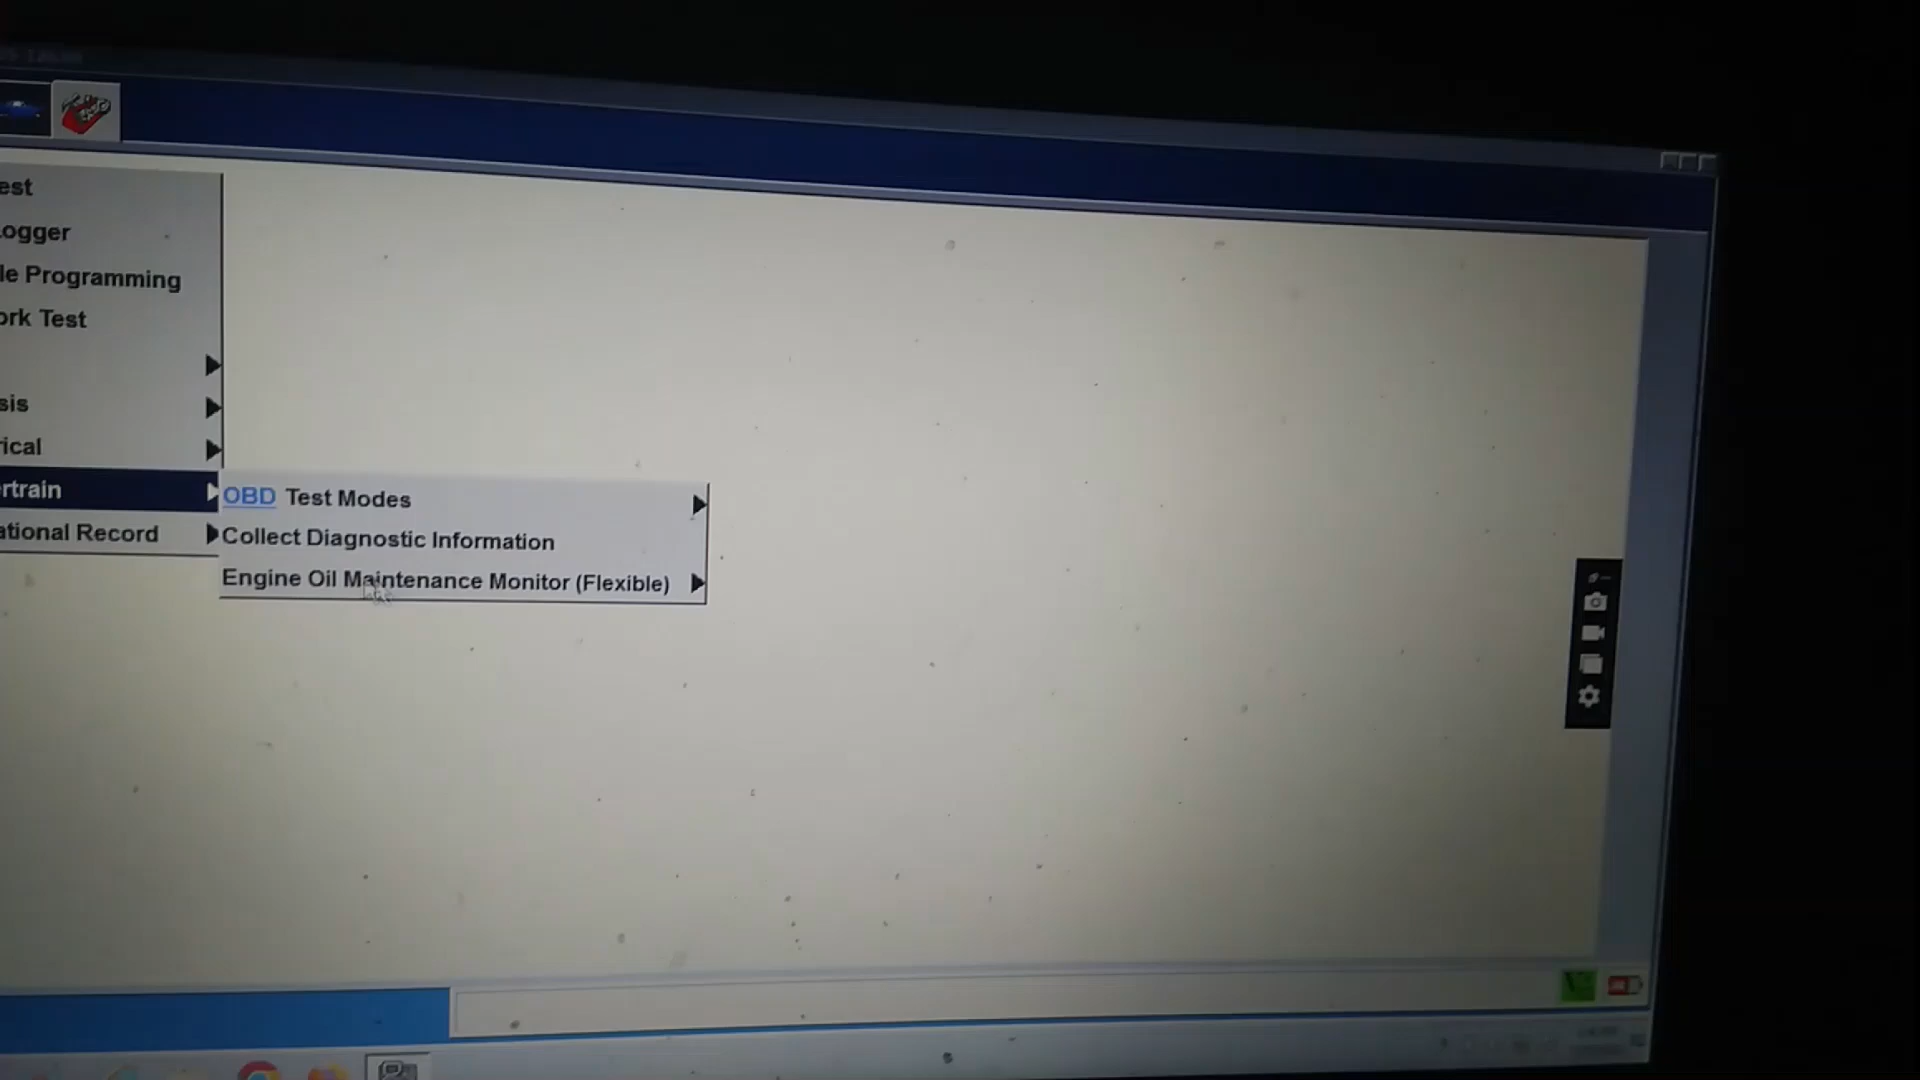 est
ogger
le Programming
ork Test
sis
rical
rtrain
ational Record
OBD Test Modes
Collect Diagnostic Information
Engine Oil Maintenance Monitor (Flexible)